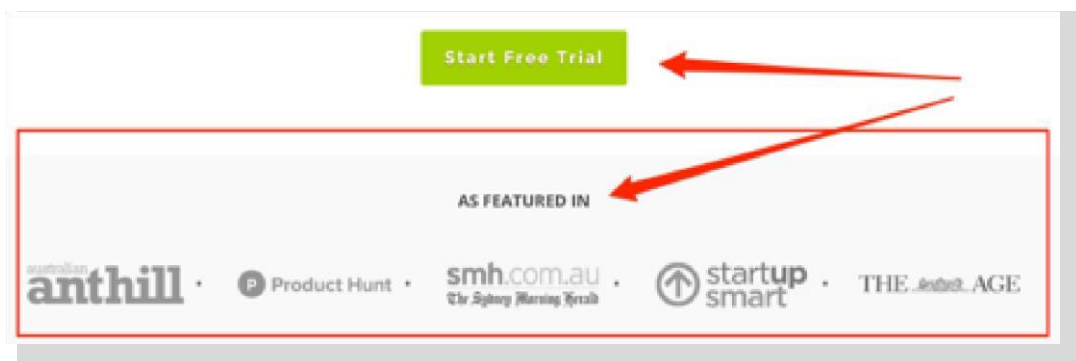 Start Free Trial
AS FEATURED IN
australian
anthill
P Product Hunt
smh.com.au
The Sydney Morning Herald
startup
smart
THE AGE